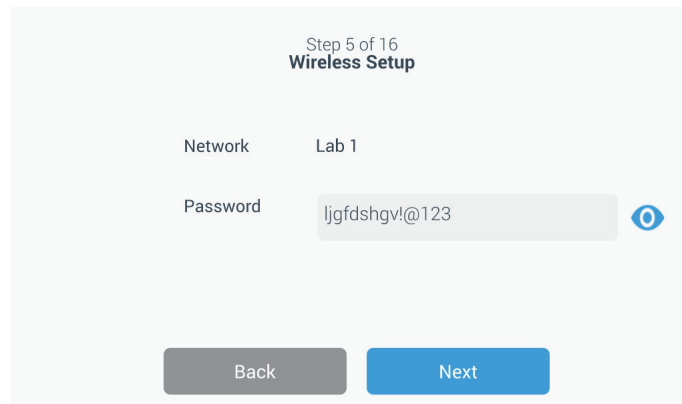 Step 5 of 16
Wireless Setup
Network Lab 1
Password ljgfdshgv!@123
Back Next